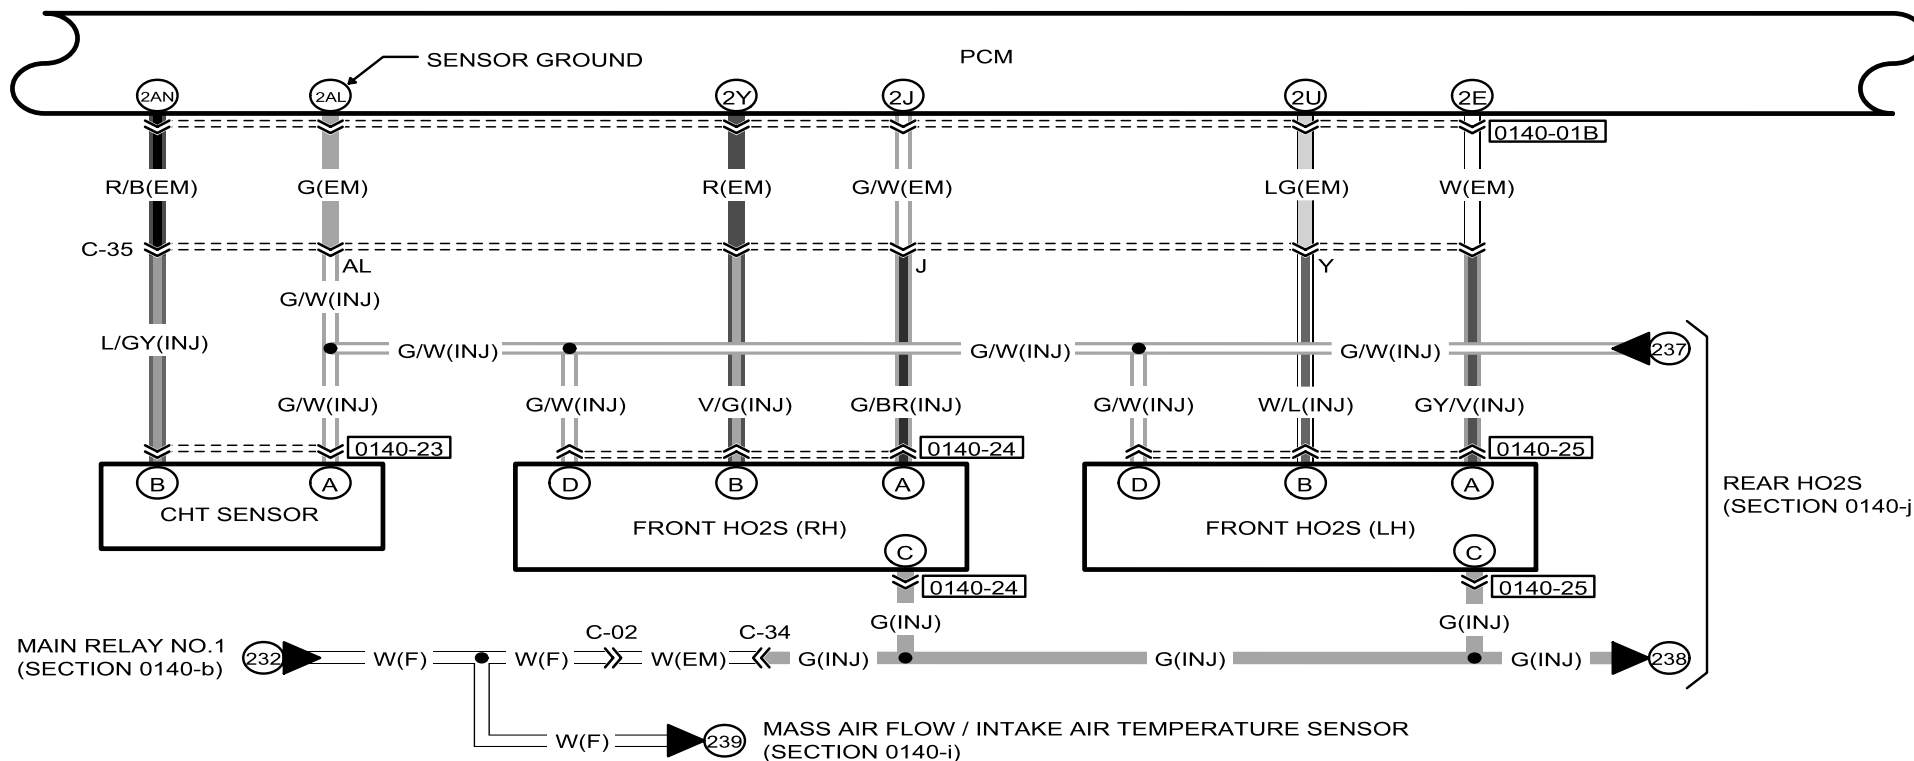 PCM
SENSOR GROUND
2AN 2AL 2Y 2J 2U 2E
0140-01B
R/B(EM) G(EM) R(EM) G/W(EM) LG(EM) W(EM)
C-35
AL J Y
G/W(INJ)
L/GY(INJ) G/W(INJ) G/W(INJ) G/W(INJ) 237
G/W(INJ) G/W(INJ) V/G(INJ) G/BR(INJ) G/W(INJ) W/L(INJ) GY/V(INJ)
0140-23 0140-24 0140-25
B A D B A D B A
CHT SENSOR
FRONT HO2S (RH)
FRONT HO2S (LH)
REAR HO2S
(SECTION 0140-j
C C
0140-24 0140-25
G(INJ) G(INJ)
C-02 C-34
MAIN RELAY NO.1
(SECTION 0140-b)
232 W(F) W(F) W(EM) G(INJ) G(INJ) G(INJ) 238
W(F) 239
MASS AIR FLOW / INTAKE AIR TEMPERATURE SENSOR
(SECTION 0140-i)